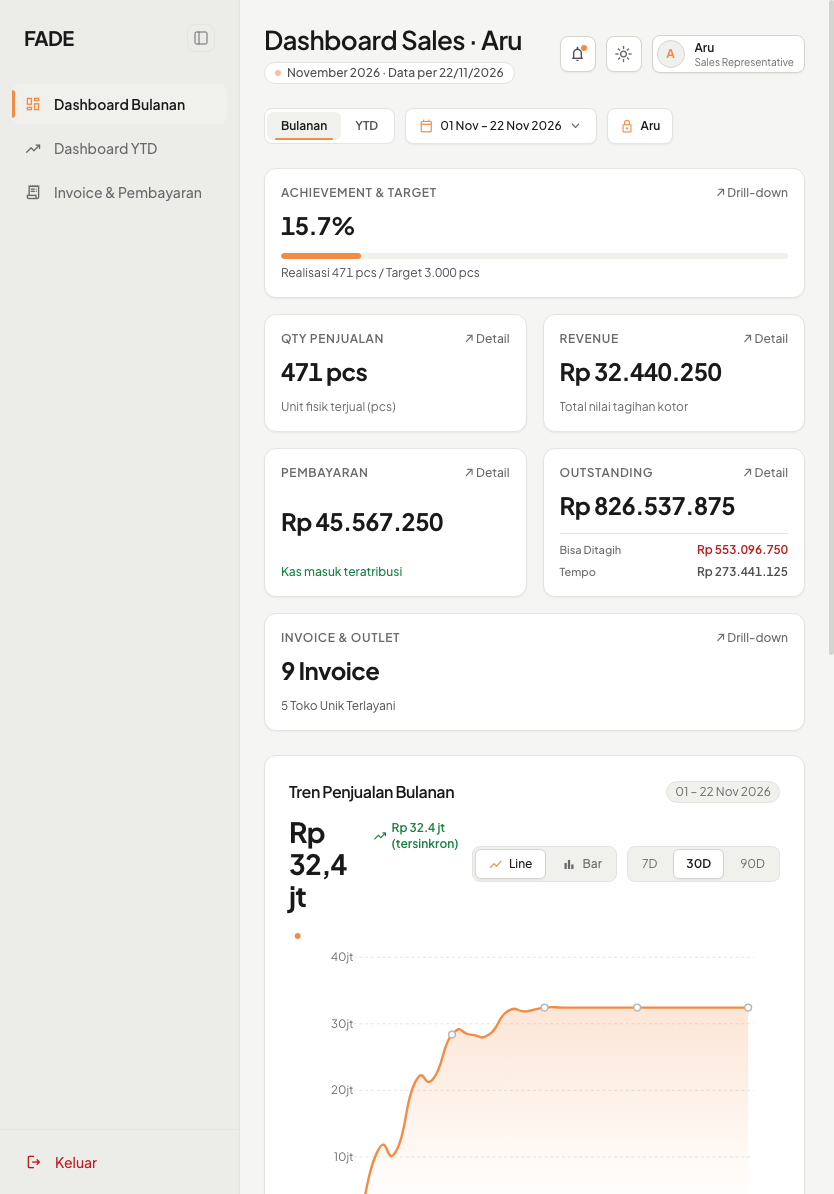 FADE
Dashboard Bulanan
Dashboard YTD
Invoice & Pembayaran
Keluar
Dashboard Sales · Aru
November 2026 · Data per 22/11/2026
A
Aru
Sales Representative
Bulanan YTD
01 Nov – 22 Nov 2026
Aru
ACHIEVEMENT & TARGET
Drill-down
15.7%
Realisasi 471 pcs / Target 3.000 pcs
QTY PENJUALAN
Detail
471 pcs
Unit fisik terjual (pcs)
REVENUE
Detail
Rp 32.440.250
Total nilai tagihan kotor
PEMBAYARAN
Detail
Rp 45.567.250
Kas masuk teratribusi
OUTSTANDING
Detail
Rp 826.537.875
Bisa Ditagih Rp 553.096.750
Tempo Rp 273.441.125
INVOICE & OUTLET
Drill-down
9 Invoice
5 Toko Unik Terlayani
Tren Penjualan Bulanan
01 – 22 Nov 2026
Rp
32,4
jt
Rp 32.4 jt
(tersinkron)
Line Bar
7D 30D 90D
40jt
30jt
20jt
10jt